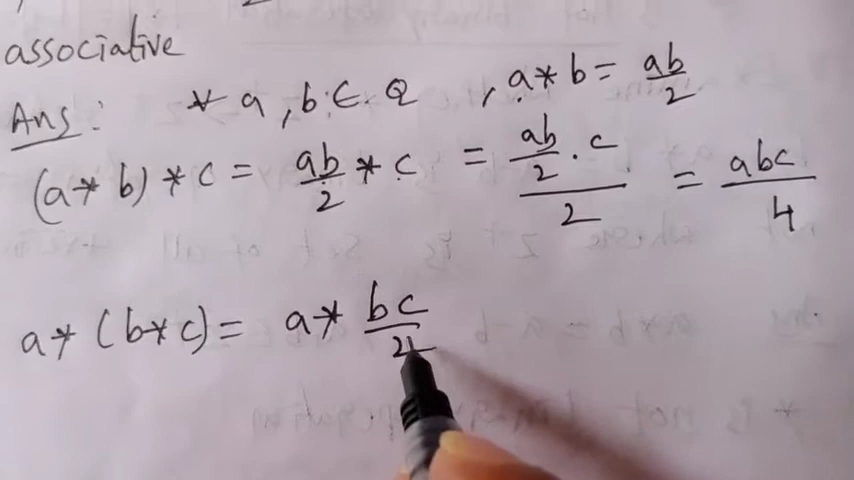 associative
Ans: * a, b ∈ Q, a * b = ab/2
(a * b) * c = ab/2 * c = (ab/2 . c)/2 = abc/4
a * (b * c) = a * bc/2